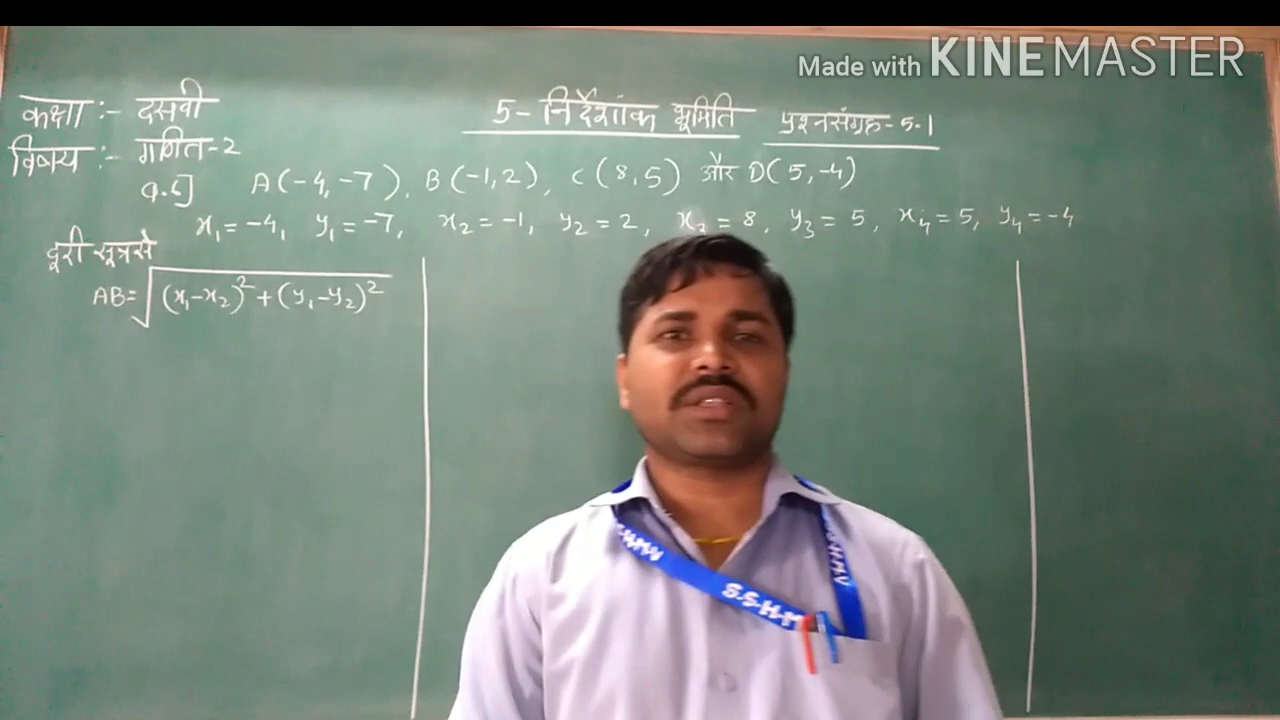 Made with KINEMASTER
कक्षा :- दसवी
5- निर्देशांक भूमिति प्रश्नसंग्रह-5.1
विषय :- गणित-2
Q.6] A(-4,-7), B(-1,2), C(8,5) और D(5,-4)
x₁=-4, y₁=-7, x₂=-1, y₂=2, x₃=8, y₃=5, x₄=5, y₄=-4
दूरी सूत्रसे
AB=√(x₁-x₂)²+(y₁-y₂)²
S.S.H.M